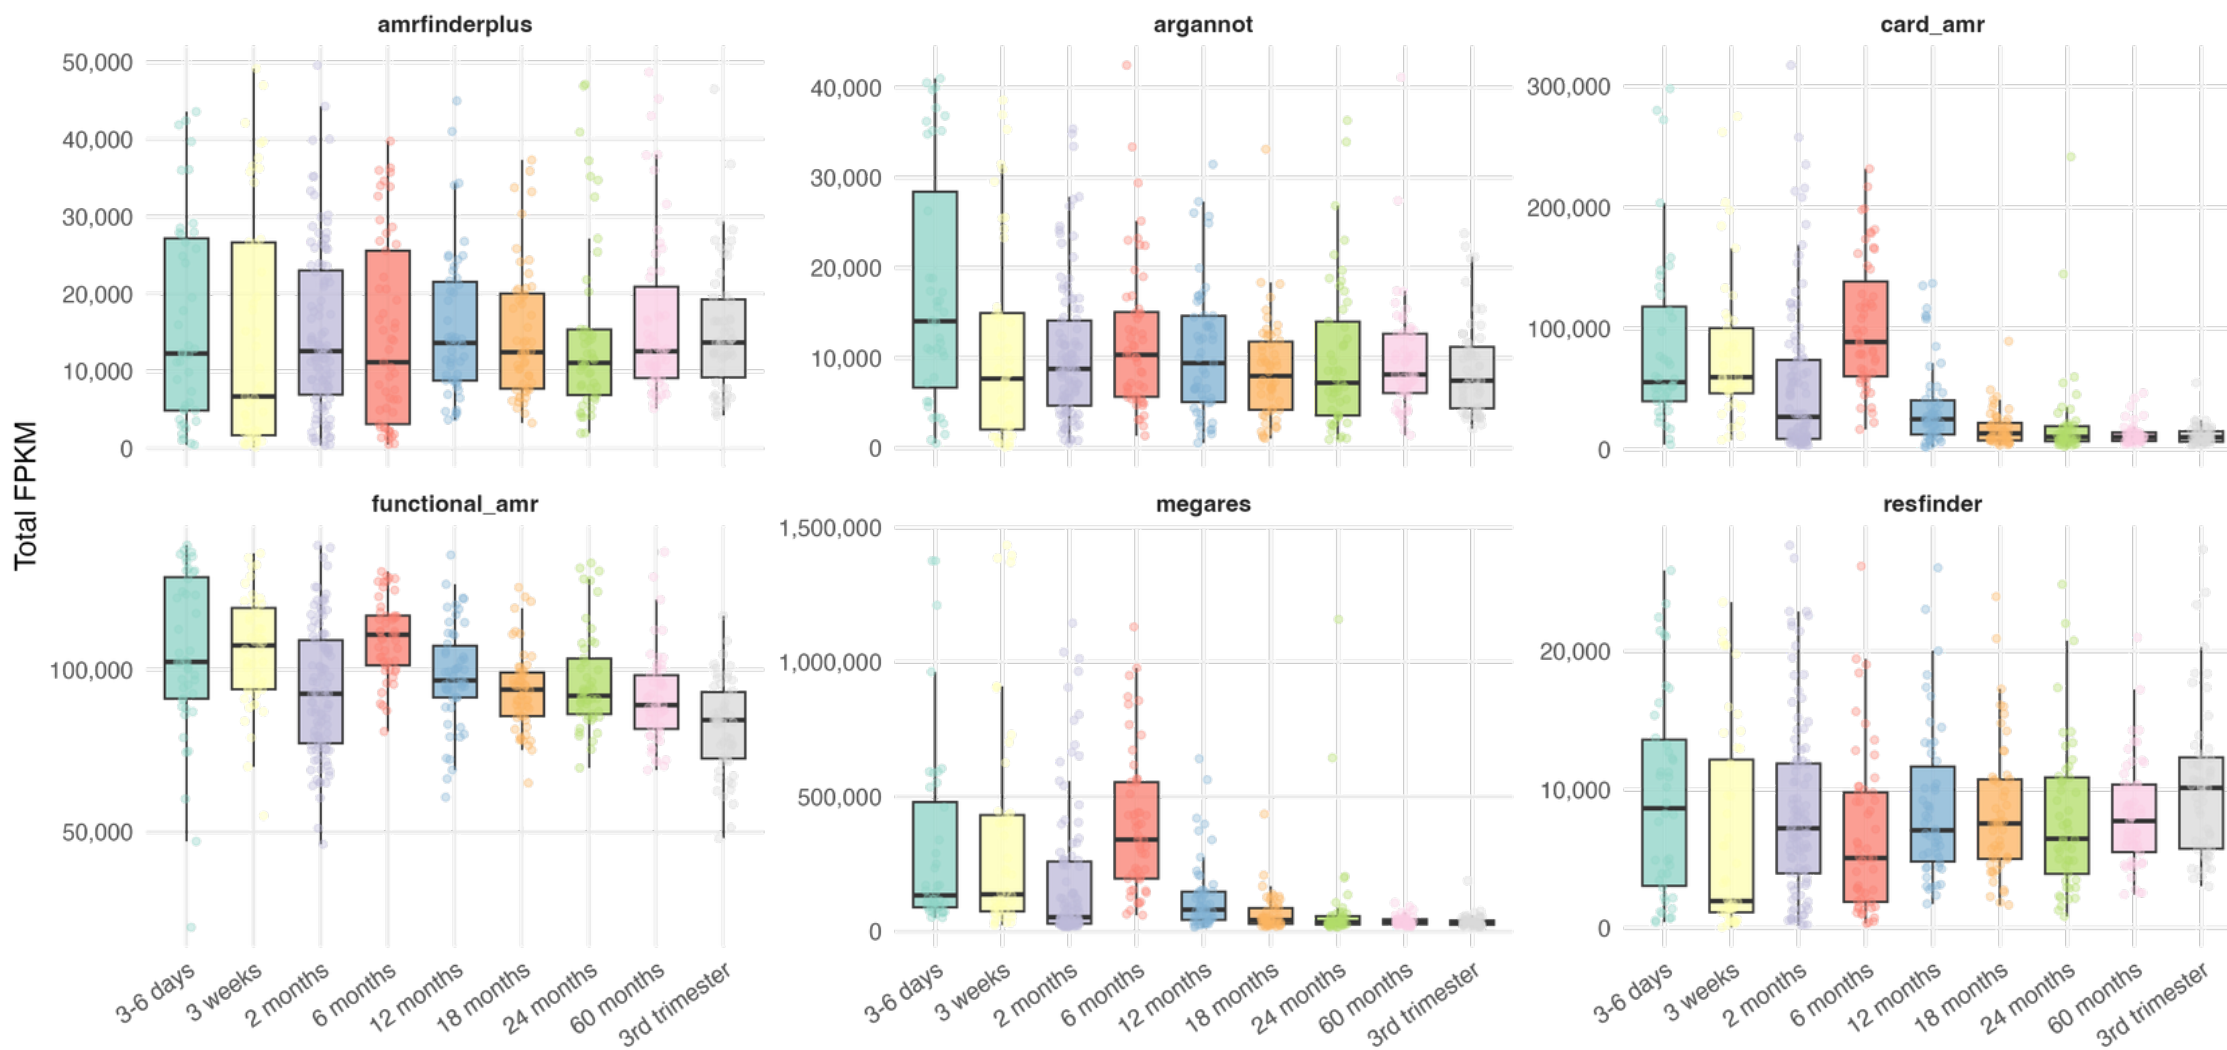 amrfinderplus
argannot
card_amr
50,000
40,000
30,000
20,000
10,000
0
40,000
30,000
20,000
10,000
0
300,000
200,000
100,000
0
Total FPKM
functional_amr
megares
resfinder
100,000
50,000
1,500,000
1,000,000
500,000
0
20,000
10,000
0
3-6 days
3 weeks
2 months
6 months
12 months
18 months
24 months
60 months
3rd trimester
3-6 days
3 weeks
2 months
6 months
12 months
18 months
24 months
60 months
3rd trimester
3-6 days
3 weeks
2 months
6 months
12 months
18 months
24 months
60 months
3rd trimester